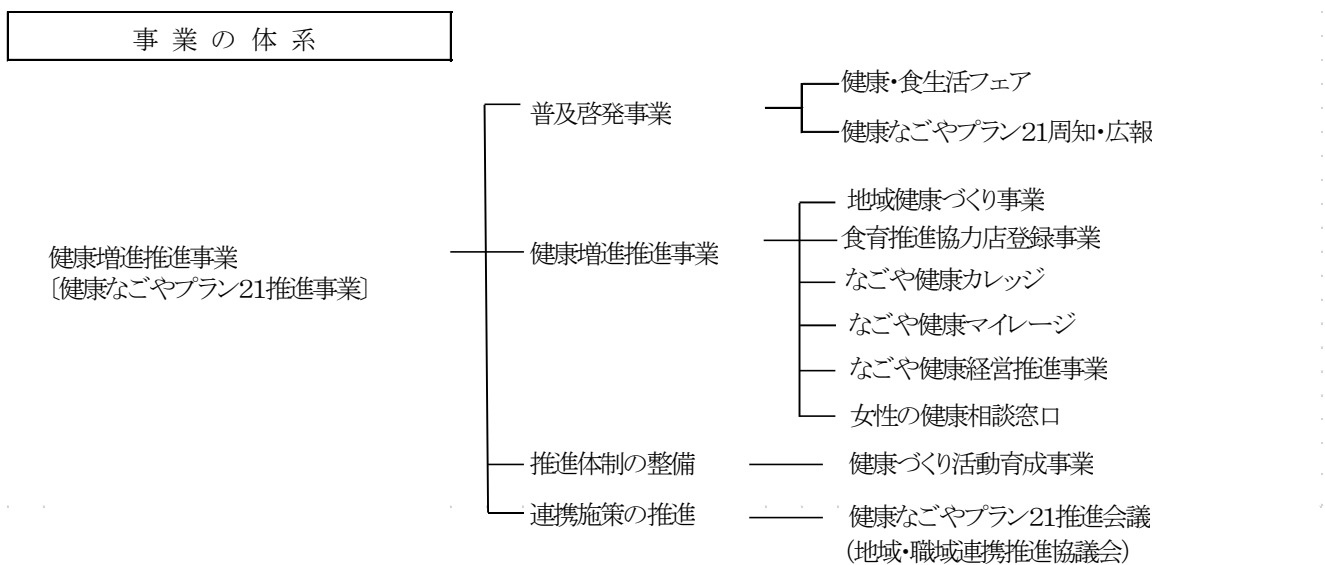 事業の体系
健康・食生活フェア
普及啓発事業
健康なごやプラン21周知・広報
地域健康づくり事業
食育推進協力店登録事業
健康増進推進事業
健康増進推進事業
〔健康なごやプラン21推進事業〕
なごや健康カレッジ
なごや健康マイレージ
なごや健康経営推進事業
女性の健康相談窓口
推進体制の整備
健康づくり活動育成事業
連携施策の推進
健康なごやプラン21推進会議
(地域・職域連携推進協議会)